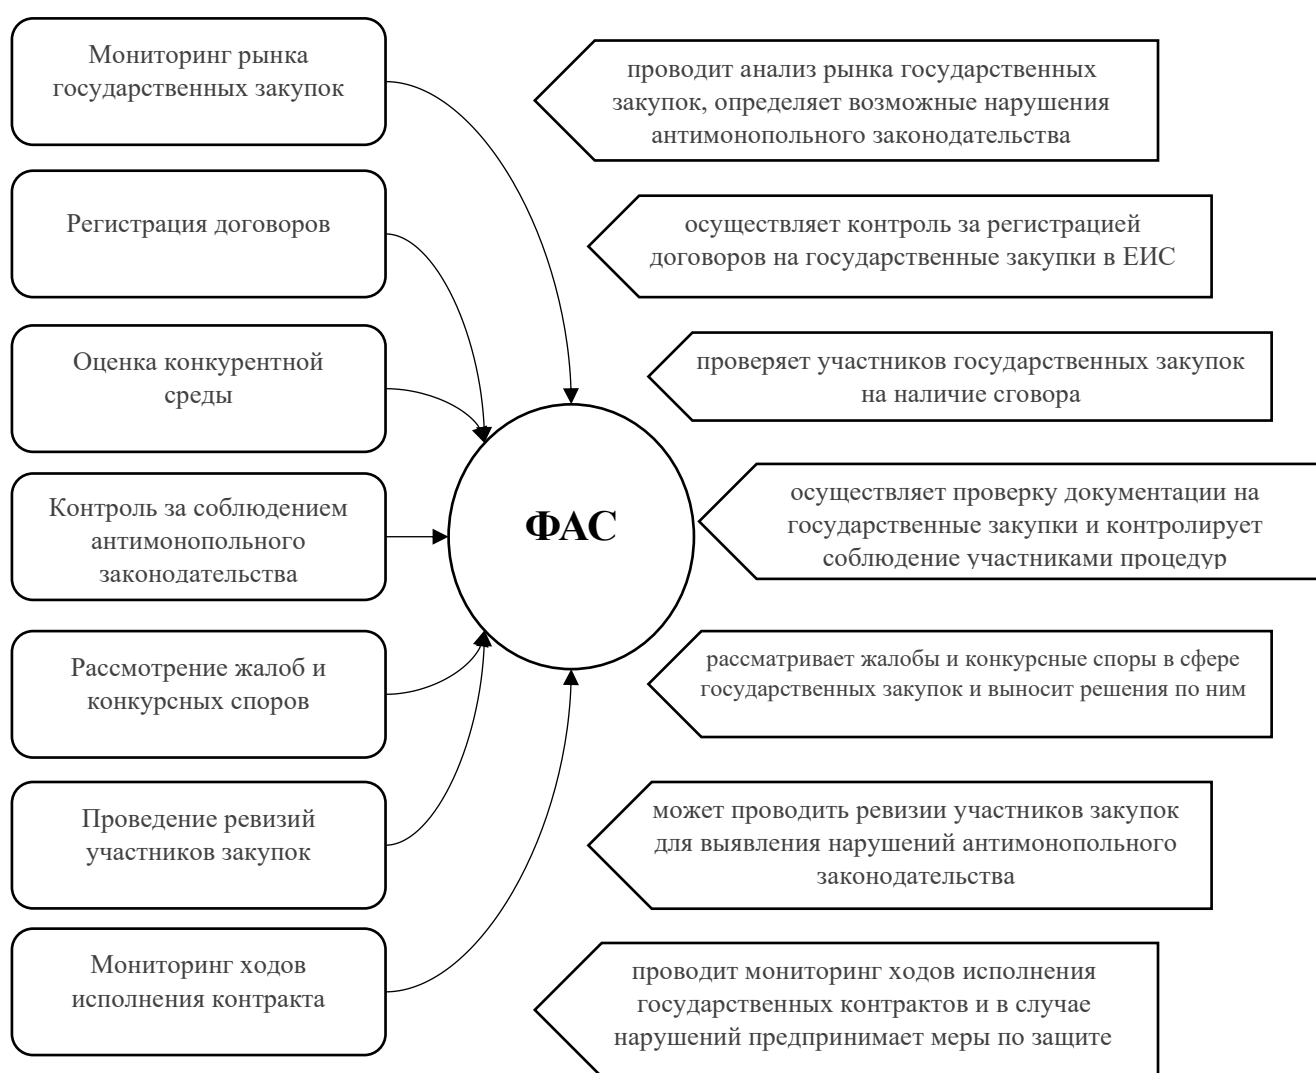 Мониторинг рынка
государственных закупок
проводит анализ рынка государственных
закупок, определяет возможные нарушения
антимонопольного законодательства
Регистрация договоров
осуществляет контроль за регистрацией
договоров на государственные закупки в ЕИС
Оценка конкурентной
среды
проверяет участников государственных закупок
на наличие сговора
Контроль за соблюдением
антимонопольного
законодательства
ФАС
осуществляет проверку документации на
государственные закупки и контролирует
соблюдение участниками процедур
Рассмотрение жалоб и
конкурсных споров
рассматривает жалобы и конкурсные споры в сфере
государственных закупок и выносит решения по ним
Проведение ревизий
участников закупок
может проводить ревизии участников закупок
для выявления нарушений антимонопольного
законодательства
Мониторинг ходов
исполнения контракта
проводит мониторинг ходов исполнения
государственных контрактов и в случае
нарушений предпринимает меры по защите